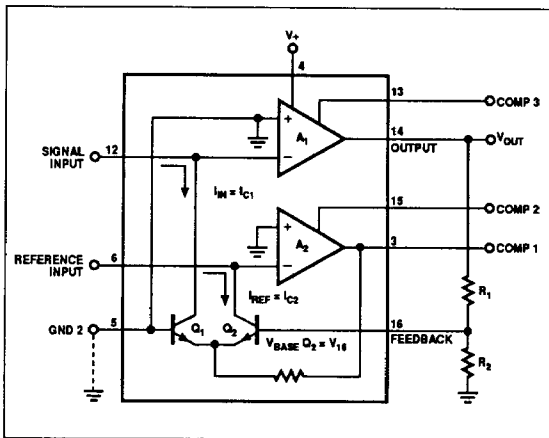 V+
4
13
COMP 3
+
A1
14
VOUT
OUTPUT
SIGNAL
INPUT
12
−
iIN = iC1
15
COMP 2
+
A2
3
COMP 1
REFERENCE
INPUT
6
−
iREF = iC2
R1
GND 2
5
Q1
Q2
16
VBASE Q2 = V16
FEEDBACK
R2